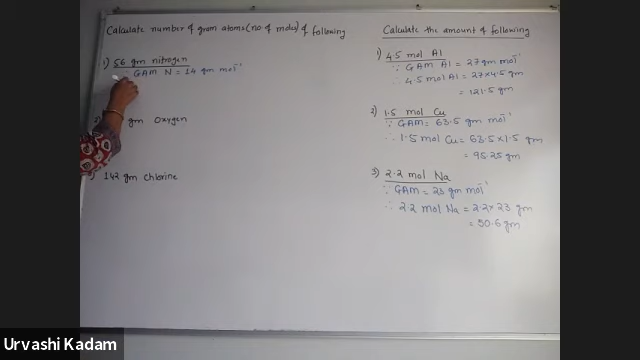 Calculate number of gram atoms (no of mole) of following
1) 56 gm nitrogen
∵ GAM N = 14 gm mol⁻¹
gm Oxygen
) 142 gm Chlorine
Calculate the amount of following
1) 4.5 mol Al
∵ GAM Al = 27 gm mol⁻¹
∴ 4.5 mol Al = 27 x 4.5 gm
= 121.5 gm
2) 1.5 mol Cu
∵ GAM = 63.5 gm mol⁻¹
∴ 1.5 mol Cu = 63.5 x 1.5 gm
= 95.25 gm
3) 2.2 mol Na
∵ GAM = 23 gm mol⁻¹
∴ 2.2 mol Na = 2.2 x 23 gm
= 50.6 gm
Urvashi Kadam